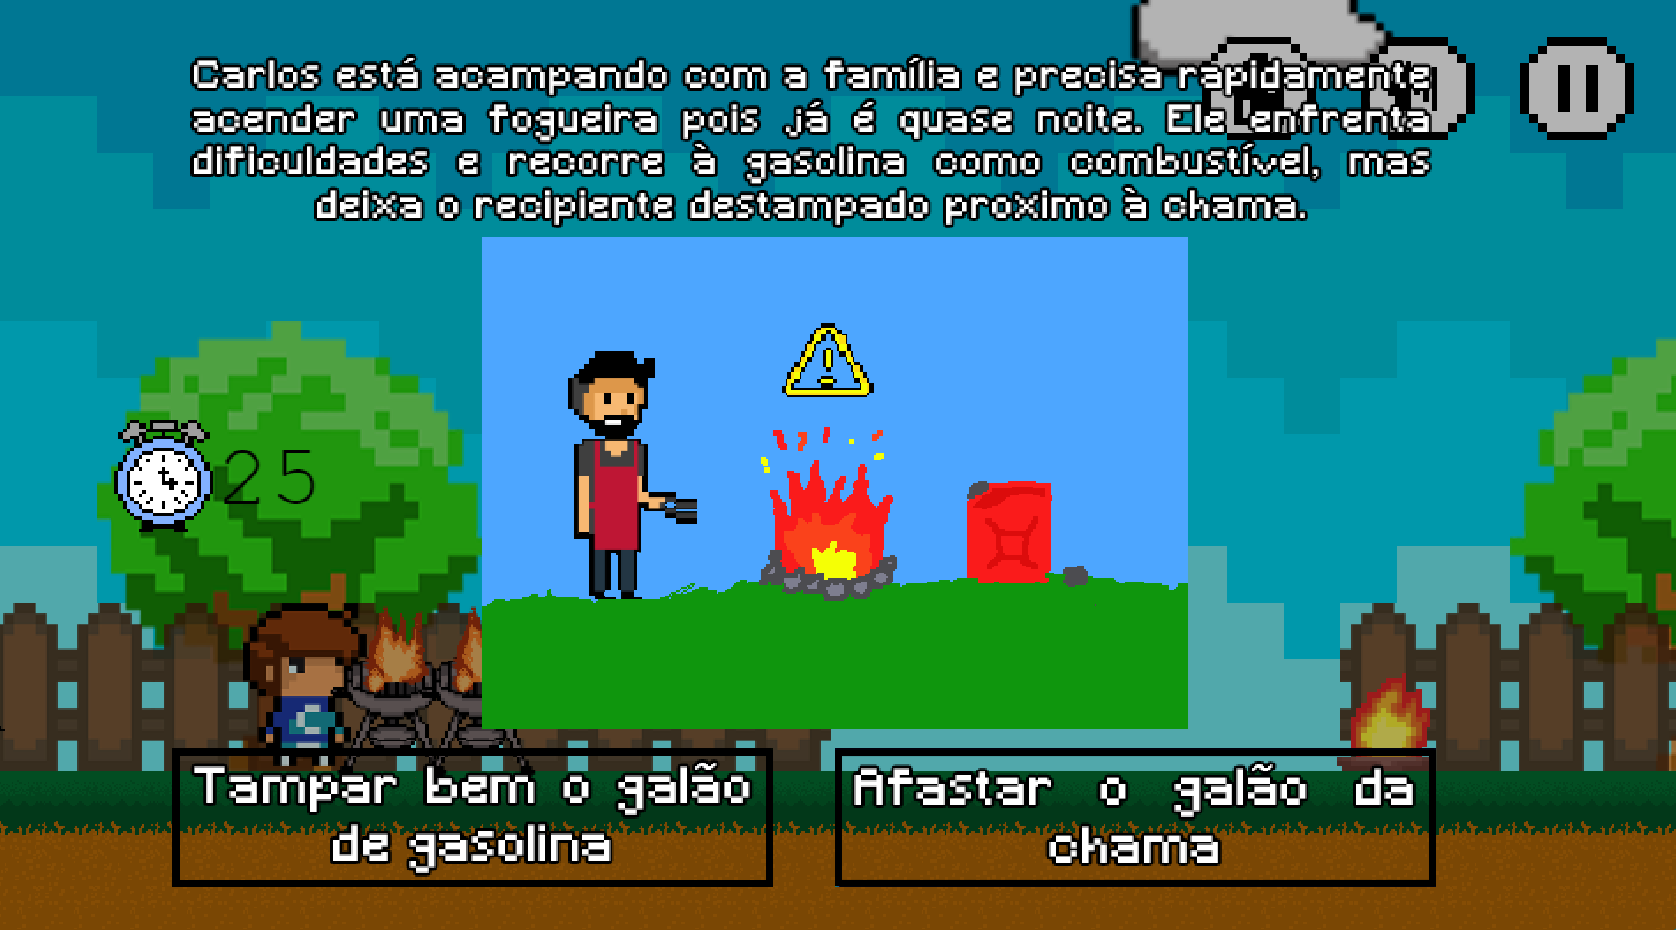 Carlos está acampando com a família e precisa rapidamente
acender uma fogueira pois já é quase noite. Ele enfrenta
dificuldades e recorre à gasolina como combustível, mas
deixa o recipiente destampado proximo à chama.
25
Tampar bem o galão
de gasolina
Afastar o galão da
chama